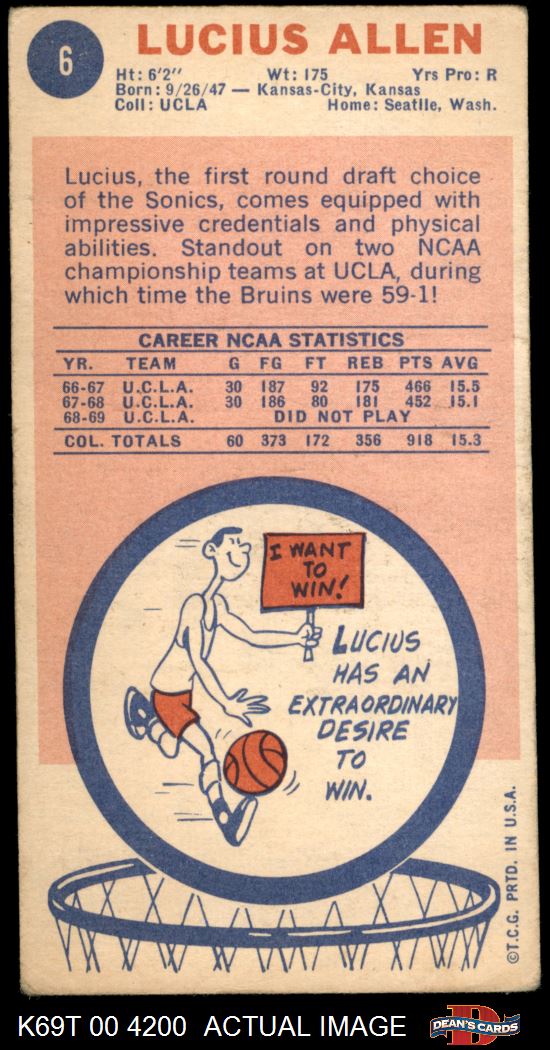 6
LUCIUS ALLEN
Ht: 6'2" Wt: 175 Yrs Pro: R
Born: 9/26/47 — Kansas-City, Kansas
Coll: UCLA Home: Seattle, Wash.
Lucius, the first round draft choice
of the Sonics, comes equipped with
impressive credentials and physical
abilities. Standout on two NCAA
championship teams at UCLA, during
which time the Bruins were 59-1!
CAREER NCAA STATISTICS
YR. TEAM G FG FT REB PTS AVG
66-67 U.C.L.A. 30 187 92 175 466 15.5
67-68 U.C.L.A. 30 186 80 181 452 15.1
68-69 U.C.L.A. DID NOT PLAY
COL. TOTALS 60 373 172 356 918 15.3
I WANT
TO
WIN!
LUCIUS
HAS AN
EXTRAORDINARY
DESIRE
TO
WIN.
©T.C.G. PRTD. IN U.S.A.
K69T 00 4200 ACTUAL IMAGE
D
DEAN'S CARDS